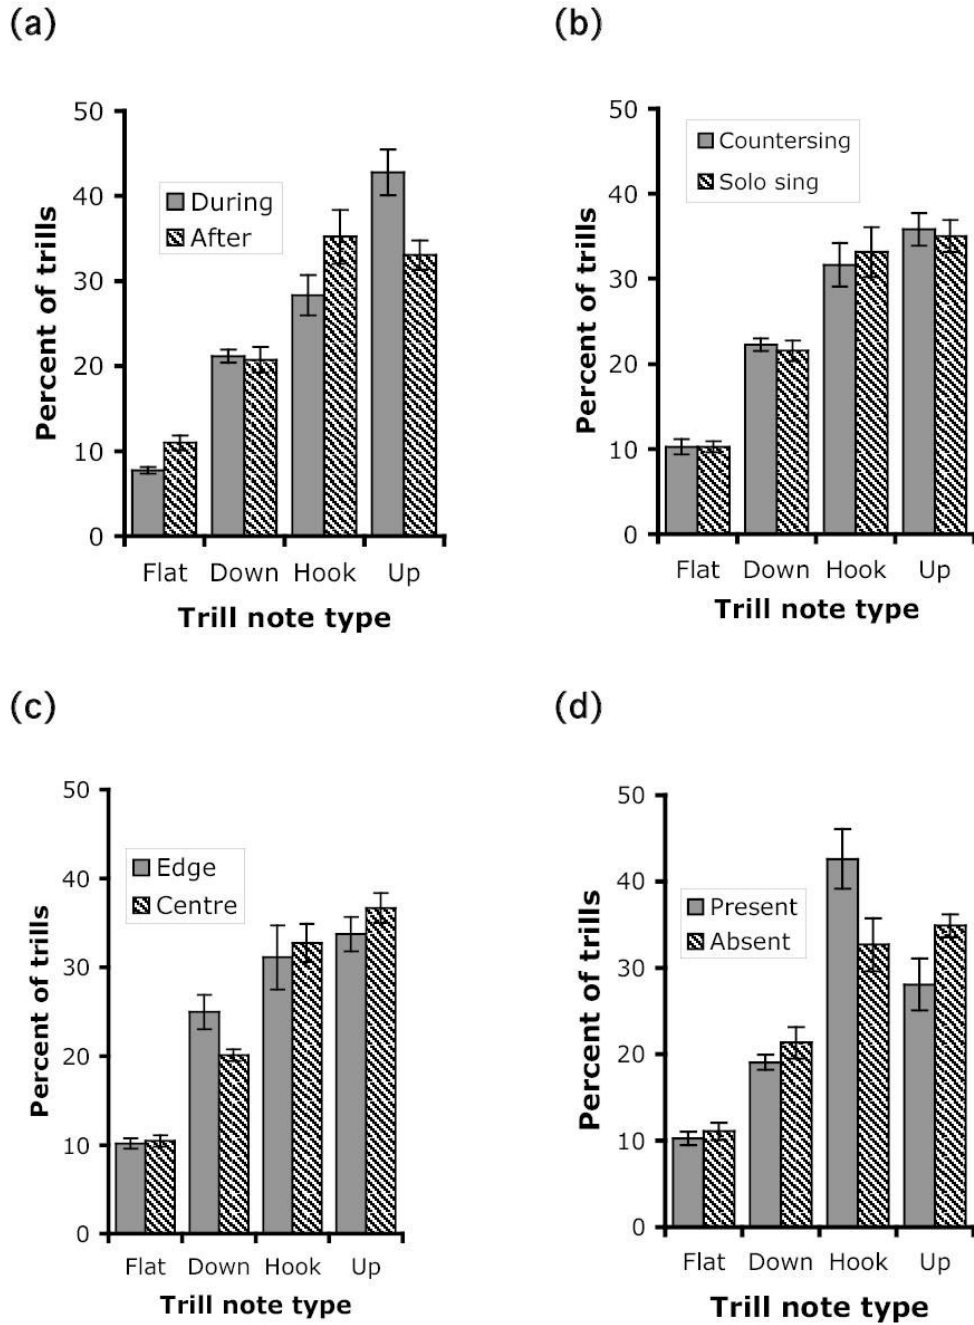 (a)
Percent of trills
50
40
30
20
10
0
During
After
Flat Down Hook Up
Trill note type
(b)
Percent of trills
50
40
30
20
10
0
Countersing
Solo sing
Flat Down Hook Up
Trill note type
(c)
Percent of trills
50
40
30
20
10
0
Edge
Centre
Flat Down Hook Up
Trill note type
(d)
Percent of trills
50
40
30
20
10
0
Present
Absent
Flat Down Hook Up
Trill note type